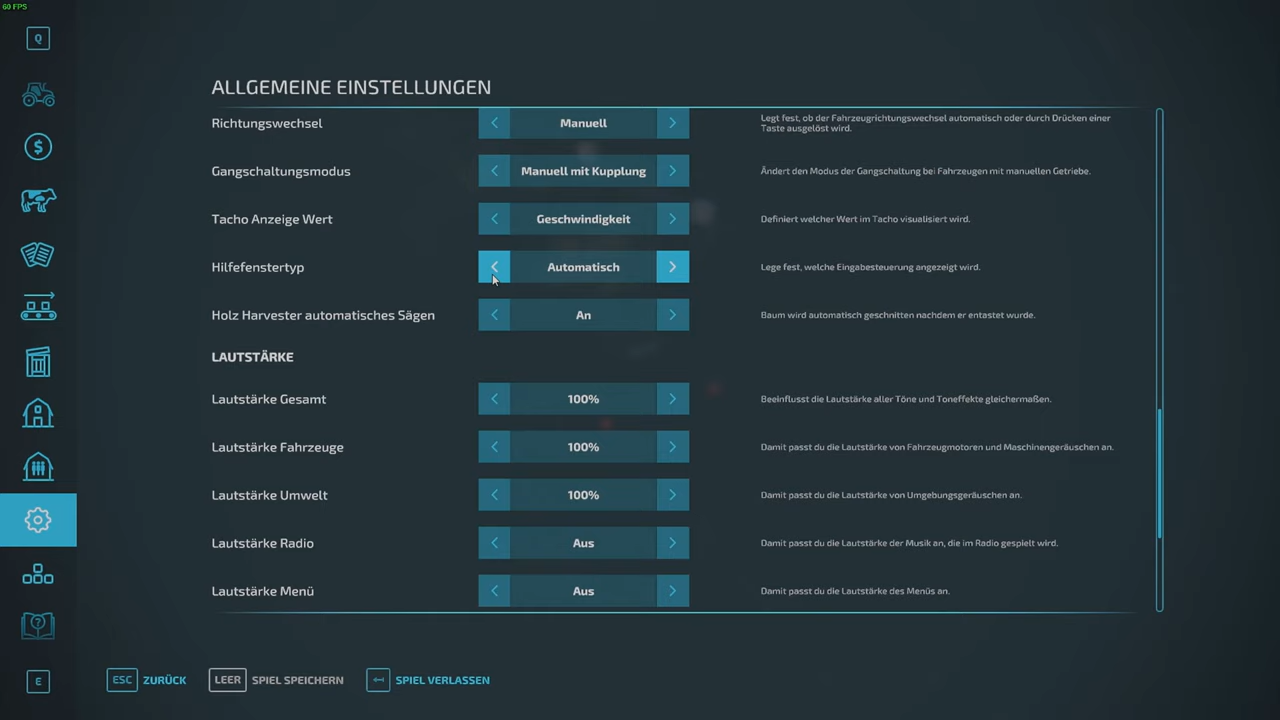 60 FPS
Q
ALLGEMEINE EINSTELLUNGEN
Richtungswechsel
Manuell
Legt fest, ob der Fahrzeugrichtungswechsel automatisch oder durch Drücken einer
Taste ausgelöst wird.
Gangschaltungsmodus
Manuell mit Kupplung
Ändert den Modus der Gangschaltung bei Fahrzeugen mit manuellen Getriebe.
Tacho Anzeige Wert
Geschwindigkeit
Definiert welcher Wert im Tacho visualisiert wird.
Hilfefenstertyp
Automatisch
Lege fest, welche Eingabesteuerung angezeigt wird.
Holz Harvester automatisches Sägen
An
Baum wird automatisch geschnitten nachdem er entastet wurde.
LAUTSTÄRKE
Lautstärke Gesamt
100%
Beeinflusst die Lautstärke aller Töne und Toneffekte gleichermaßen.
Lautstärke Fahrzeuge
100%
Damit passt du die Lautstärke von Fahrzeugmotoren und Maschinengeräuschen an.
Lautstärke Umwelt
100%
Damit passt du die Lautstärke von Umgebungsgeräuschen an.
Lautstärke Radio
Aus
Damit passt du die Lautstärke der Musik an, die im Radio gespielt wird.
Lautstärke Menü
Aus
Damit passt du die Lautstärke des Menüs an.
E
ESC ZURÜCK
LEER SPIEL SPEICHERN
SPIEL VERLASSEN